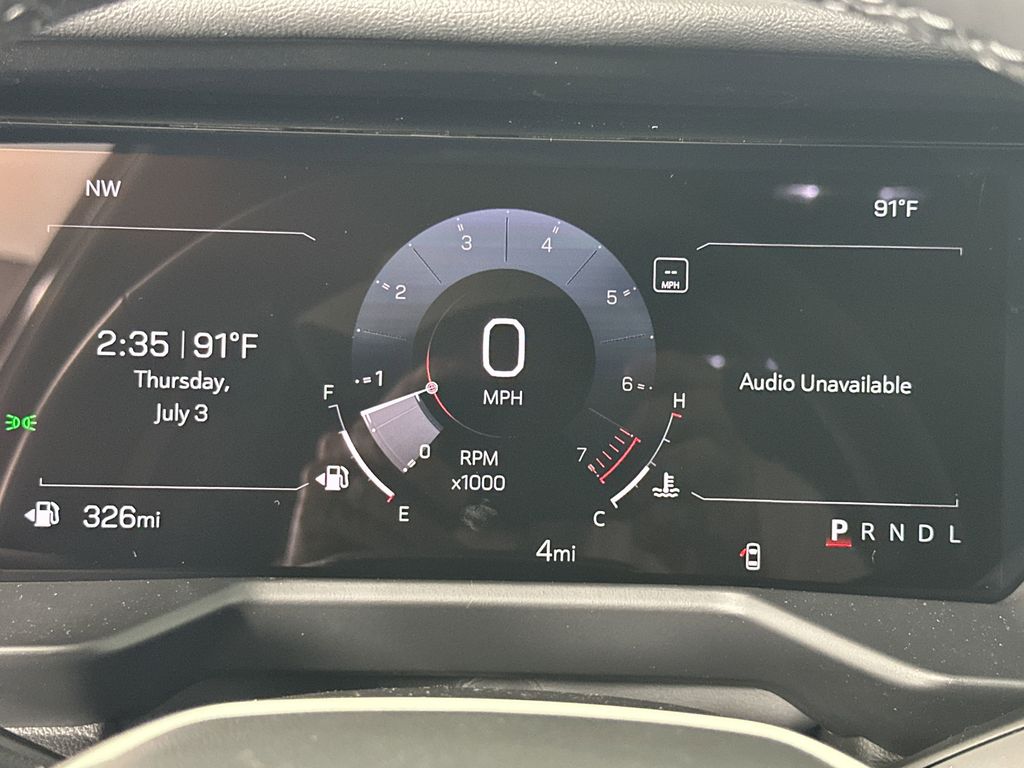 NW
91°F
3
4
2
5
--
MPH
2:35 | 91°F
Thursday,
July 3
0
MPH
1
6
Audio Unavailable
F
H
0
7
RPM
x1000
E
C
326mi
4mi
P R N D L